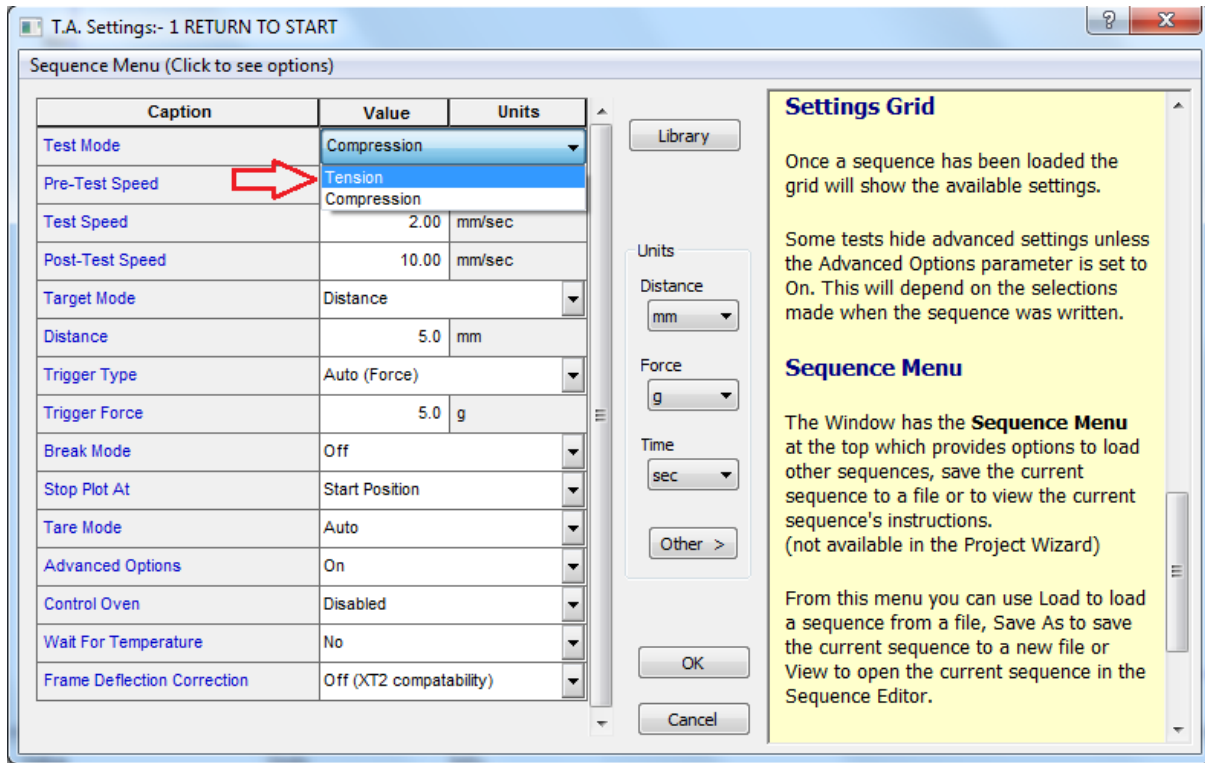 T.A. Settings:- 1 RETURN TO START
Sequence Menu (Click to see options)
Caption Value Units
Test Mode Compression
Tension
Pre-Test Speed
Compression
Test Speed 2.00 mm/sec
Post-Test Speed 10.00 mm/sec
Target Mode Distance
Distance 5.0 mm
Trigger Type Auto (Force)
Trigger Force 5.0 g
Break Mode Off
Stop Plot At Start Position
Tare Mode Auto
Advanced Options On
Control Oven Disabled
Wait For Temperature No
Frame Deflection Correction Off (XT2 compatability)
Library
Units
Distance
mm
Force
g
Time
sec
Other >
OK
Cancel
Settings Grid
Once a sequence has been loaded the
grid will show the available settings.
Some tests hide advanced settings unless
the Advanced Options parameter is set to
On. This will depend on the selections
made when the sequence was written.
Sequence Menu
The Window has the Sequence Menu
at the top which provides options to load
other sequences, save the current
sequence to a file or to view the current
sequence's instructions.
(not available in the Project Wizard)
From this menu you can use Load to load
a sequence from a file, Save As to save
the current sequence to a new file or
View to open the current sequence in the
Sequence Editor.